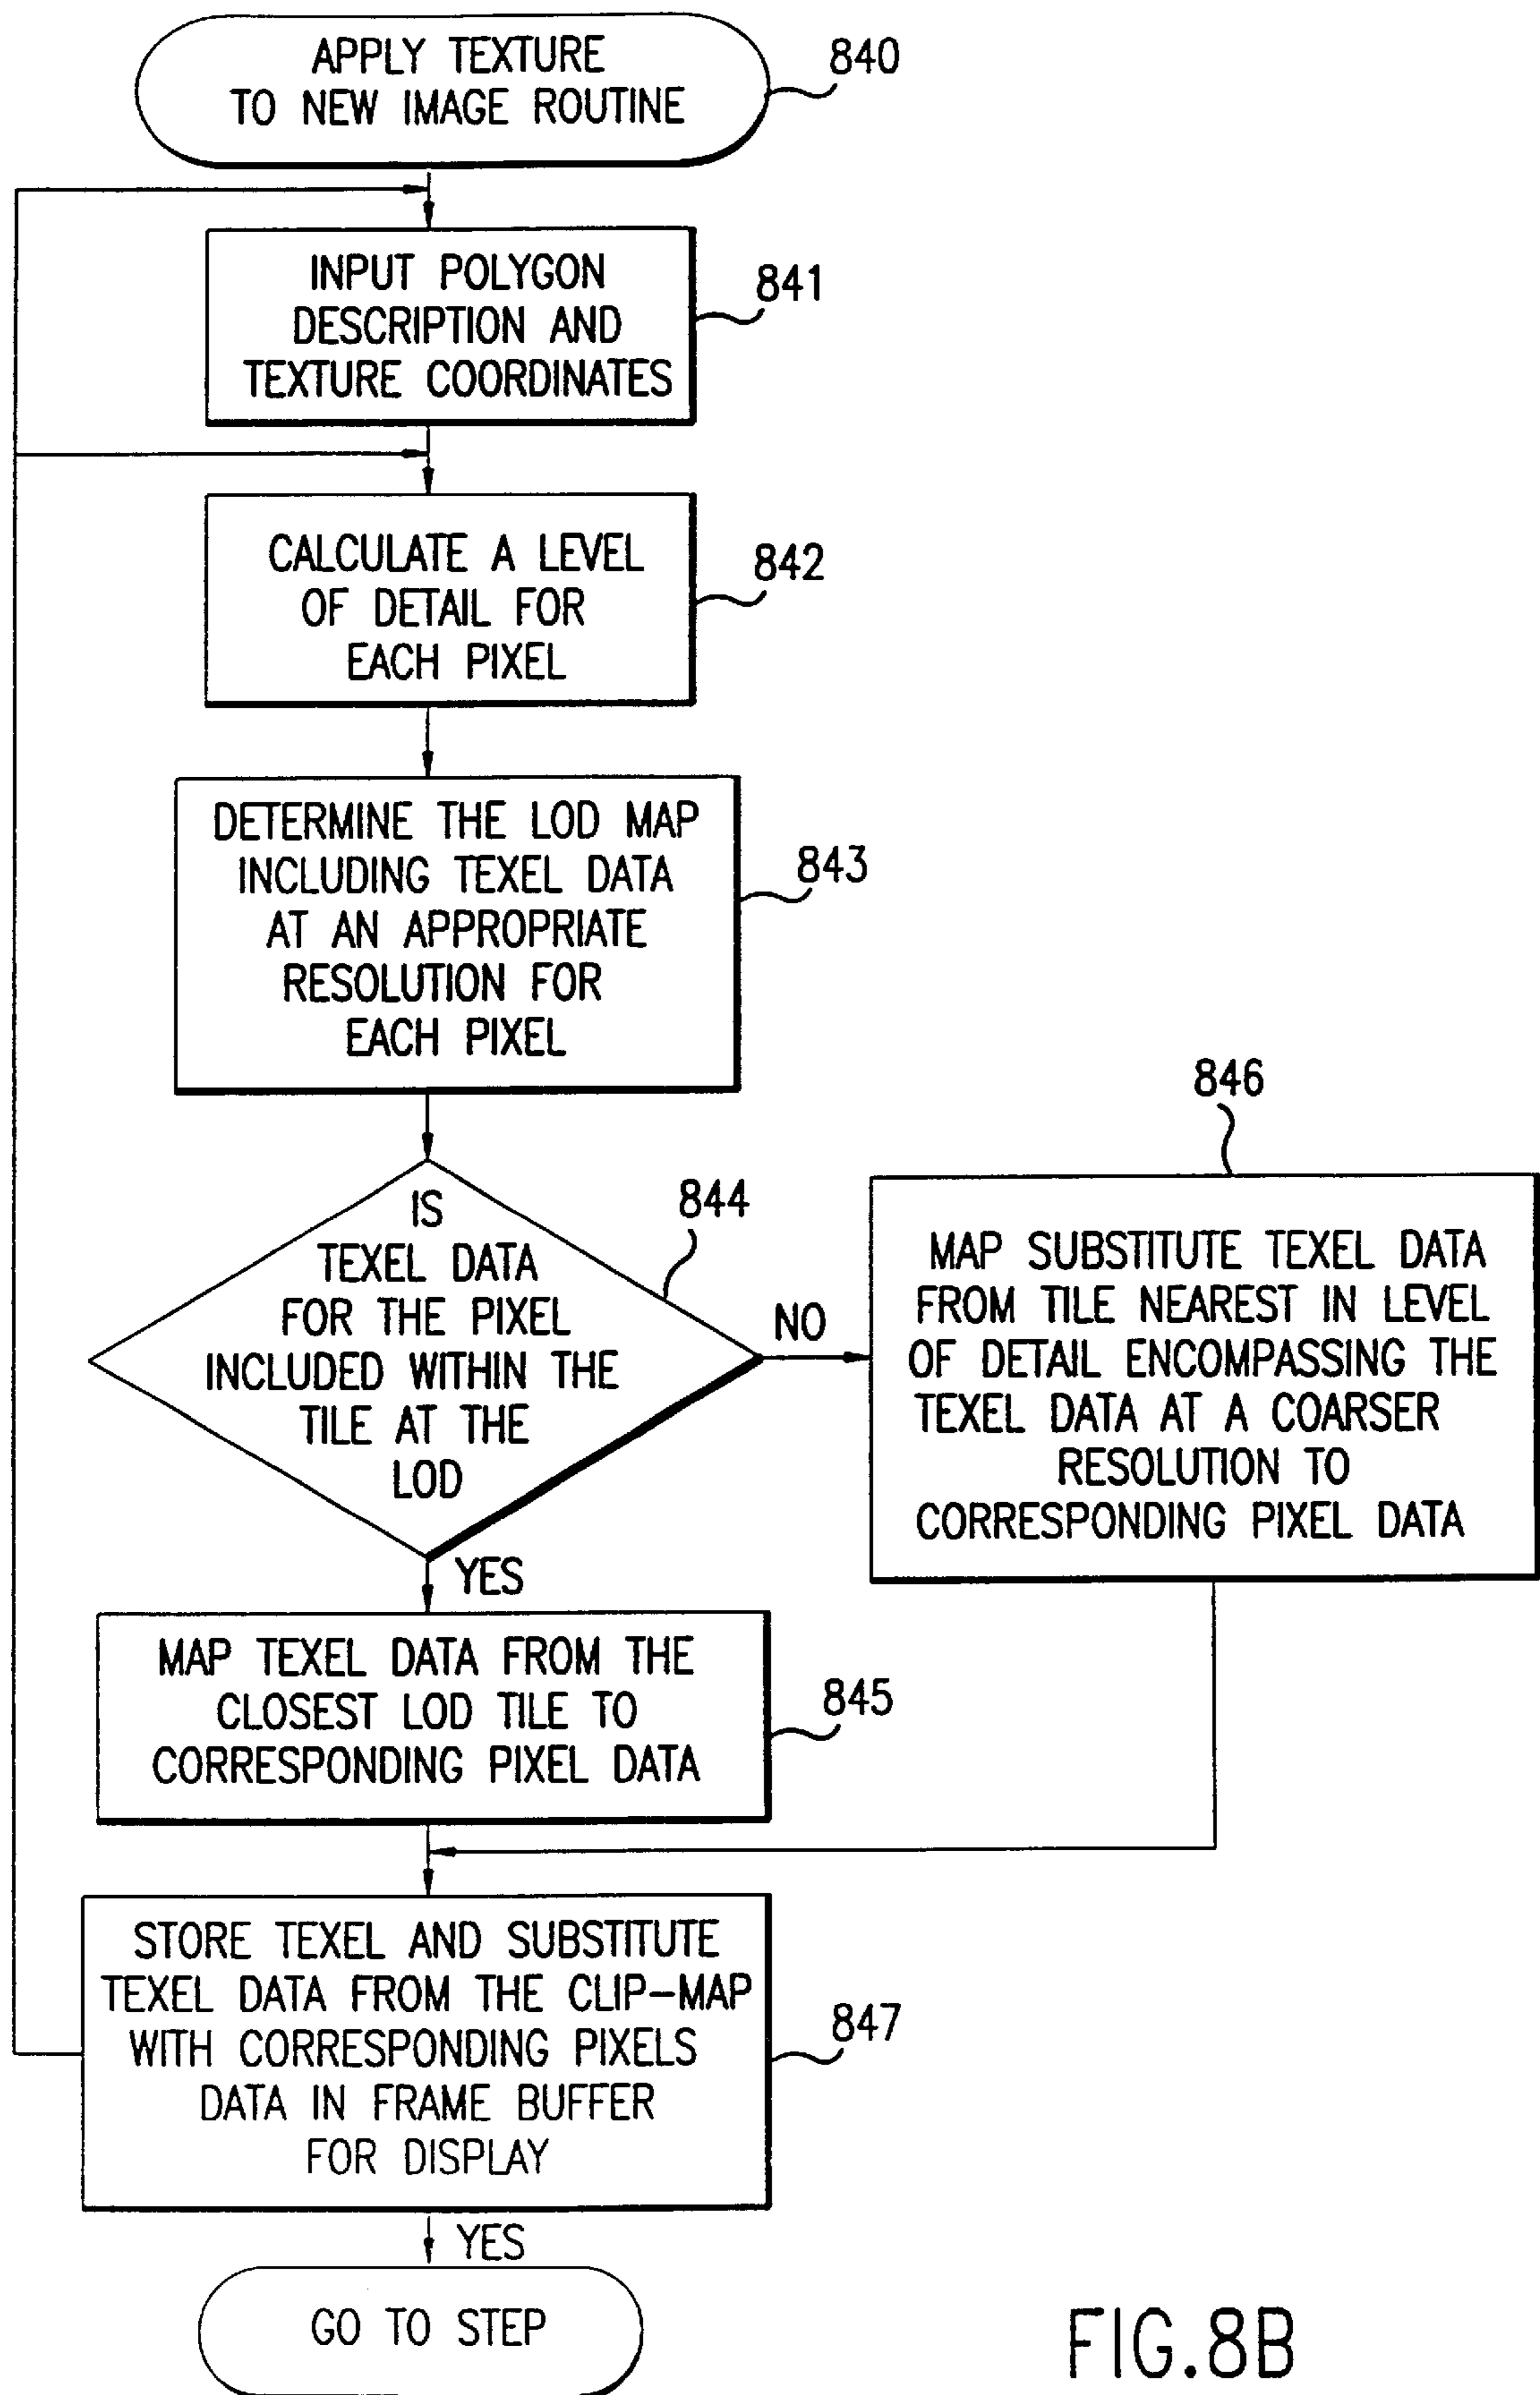 APPLY TEXTURE
TO NEW IMAGE ROUTINE
840
INPUT POLYGON
DESCRIPTION AND
TEXTURE COORDINATES
841
CALCULATE A LEVEL
OF DETAIL FOR
EACH PIXEL
842
DETERMINE THE LOD MAP
INCLUDING TEXEL DATA
AT AN APPROPRIATE
RESOLUTION FOR
EACH PIXEL
843
IS
TEXEL DATA
FOR THE PIXEL
INCLUDED WITHIN THE
TILE AT THE
LOD
844
NO
846
MAP SUBSTITUTE TEXEL DATA
FROM TILE NEAREST IN LEVEL
OF DETAIL ENCOMPASSING THE
TEXEL DATA AT A COARSER
RESOLUTION TO
CORRESPONDING PIXEL DATA
YES
MAP TEXEL DATA FROM THE
CLOSEST LOD TILE TO
CORRESPONDING PIXEL DATA
845
STORE TEXEL AND SUBSTITUTE
TEXEL DATA FROM THE CLIP-MAP
WITH CORRESPONDING PIXELS
DATA IN FRAME BUFFER
FOR DISPLAY
847
YES
GO TO STEP
FIG.8B